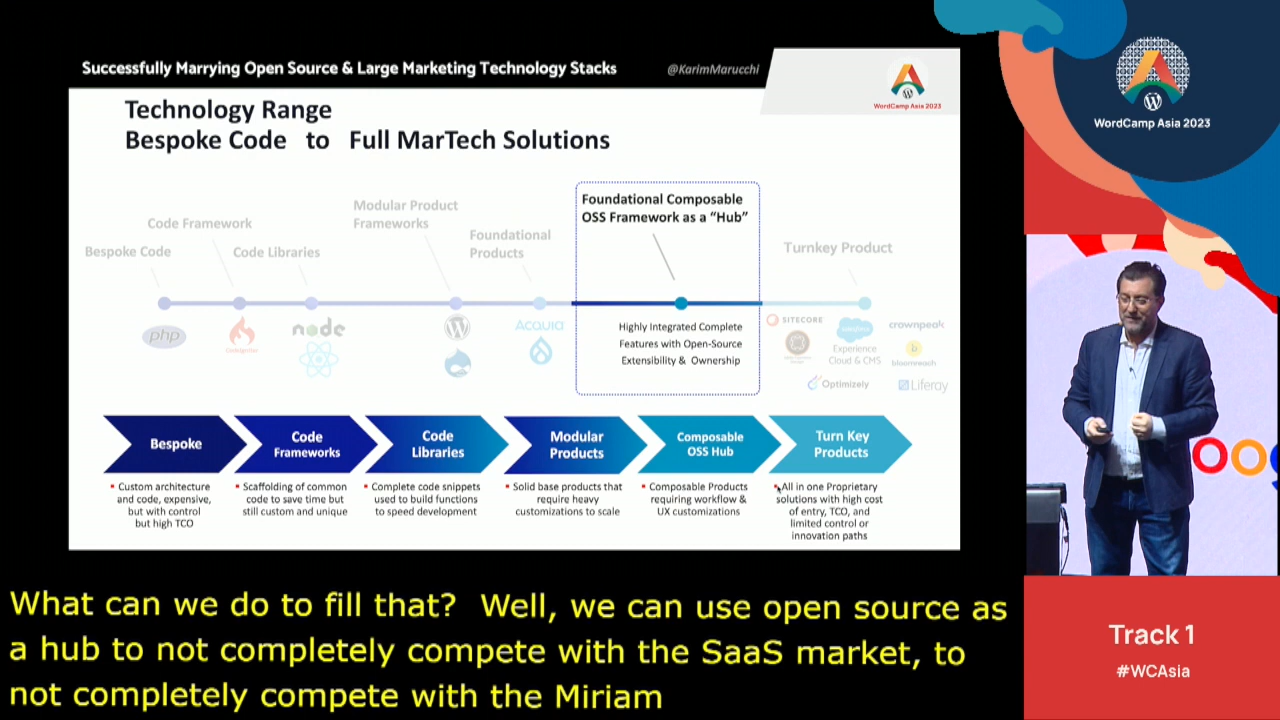 Successfully Marrying Open Source & Large Marketing Technology Stacks
@KarimMarucchi
WordCamp Asia 2023
Technology Range
Bespoke Code to Full MarTech Solutions
Bespoke Code
Code Framework
Code Libraries
Modular Product
Frameworks
Foundational
Products
Foundational Composable
OSS Framework as a “Hub”
Turnkey Product
php
CodeIgniter
node
ACQUIA
Highly Integrated Complete
Features with Open-Source
Extensibility & Ownership
SITECORE
salesforce
Experience
Cloud & CMS
crownpeak
bloomreach
Optimizely
Liferay
Bespoke
Code
Frameworks
Code
Libraries
Modular
Products
Composable
OSS Hub
Turn Key
Products
Custom architecture
and code, expensive,
but with control
but high TCO
Scaffolding of common
code to save time but
still custom and unique
Complete code snippets
used to build functions
to speed development
Solid base products that
require heavy
customizations to scale
Composable Products
requiring workflow &
UX customizations
All in one Proprietary
solutions with high cost
of entry, TCO, and
limited control or
innovation paths
WordCamp Asia 2023
Track 1
#WCAsia
What can we do to fill that? Well, we can use open source as
a hub to not completely compete with the SaaS market, to
not completely compete with the Miriam